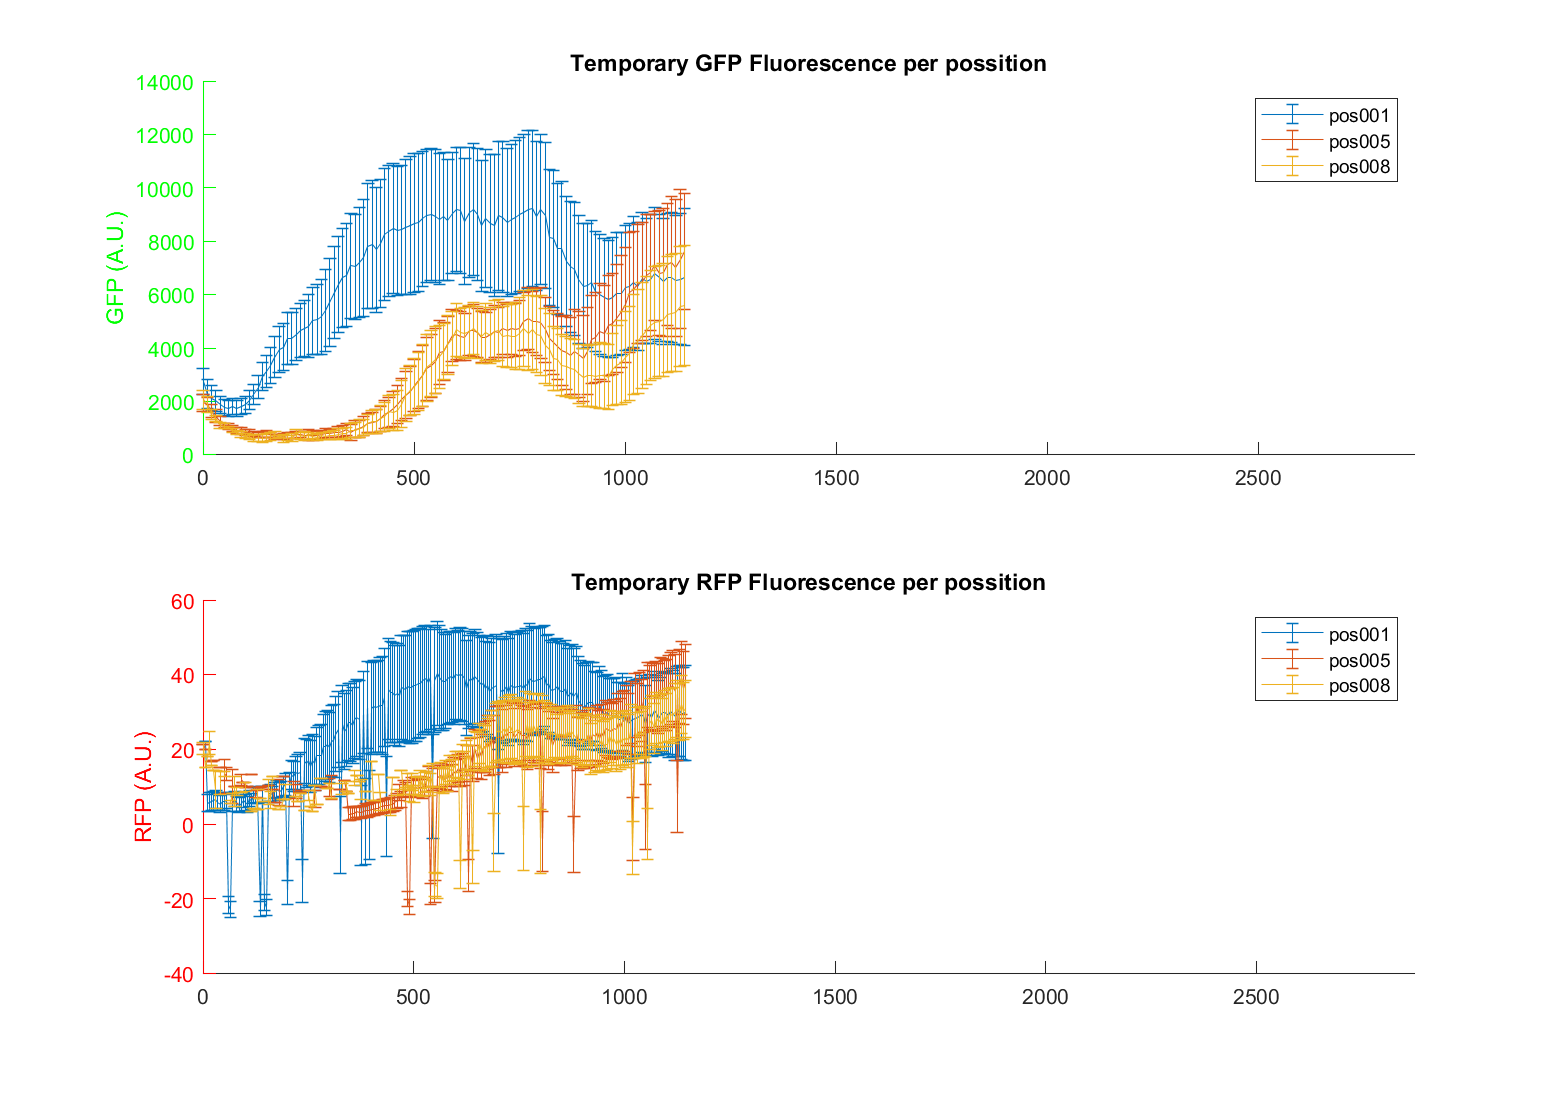 Temporary GFP Fluorescence per possition
14000
12000
10000
8000
6000
4000
2000
0
GFP (A.U.)
pos001
pos005
pos008
0 500 1000 1500 2000 2500
Temporary RFP Fluorescence per possition
60
40
20
0
-20
-40
RFP (A.U.)
pos001
pos005
pos008
0 500 1000 1500 2000 2500